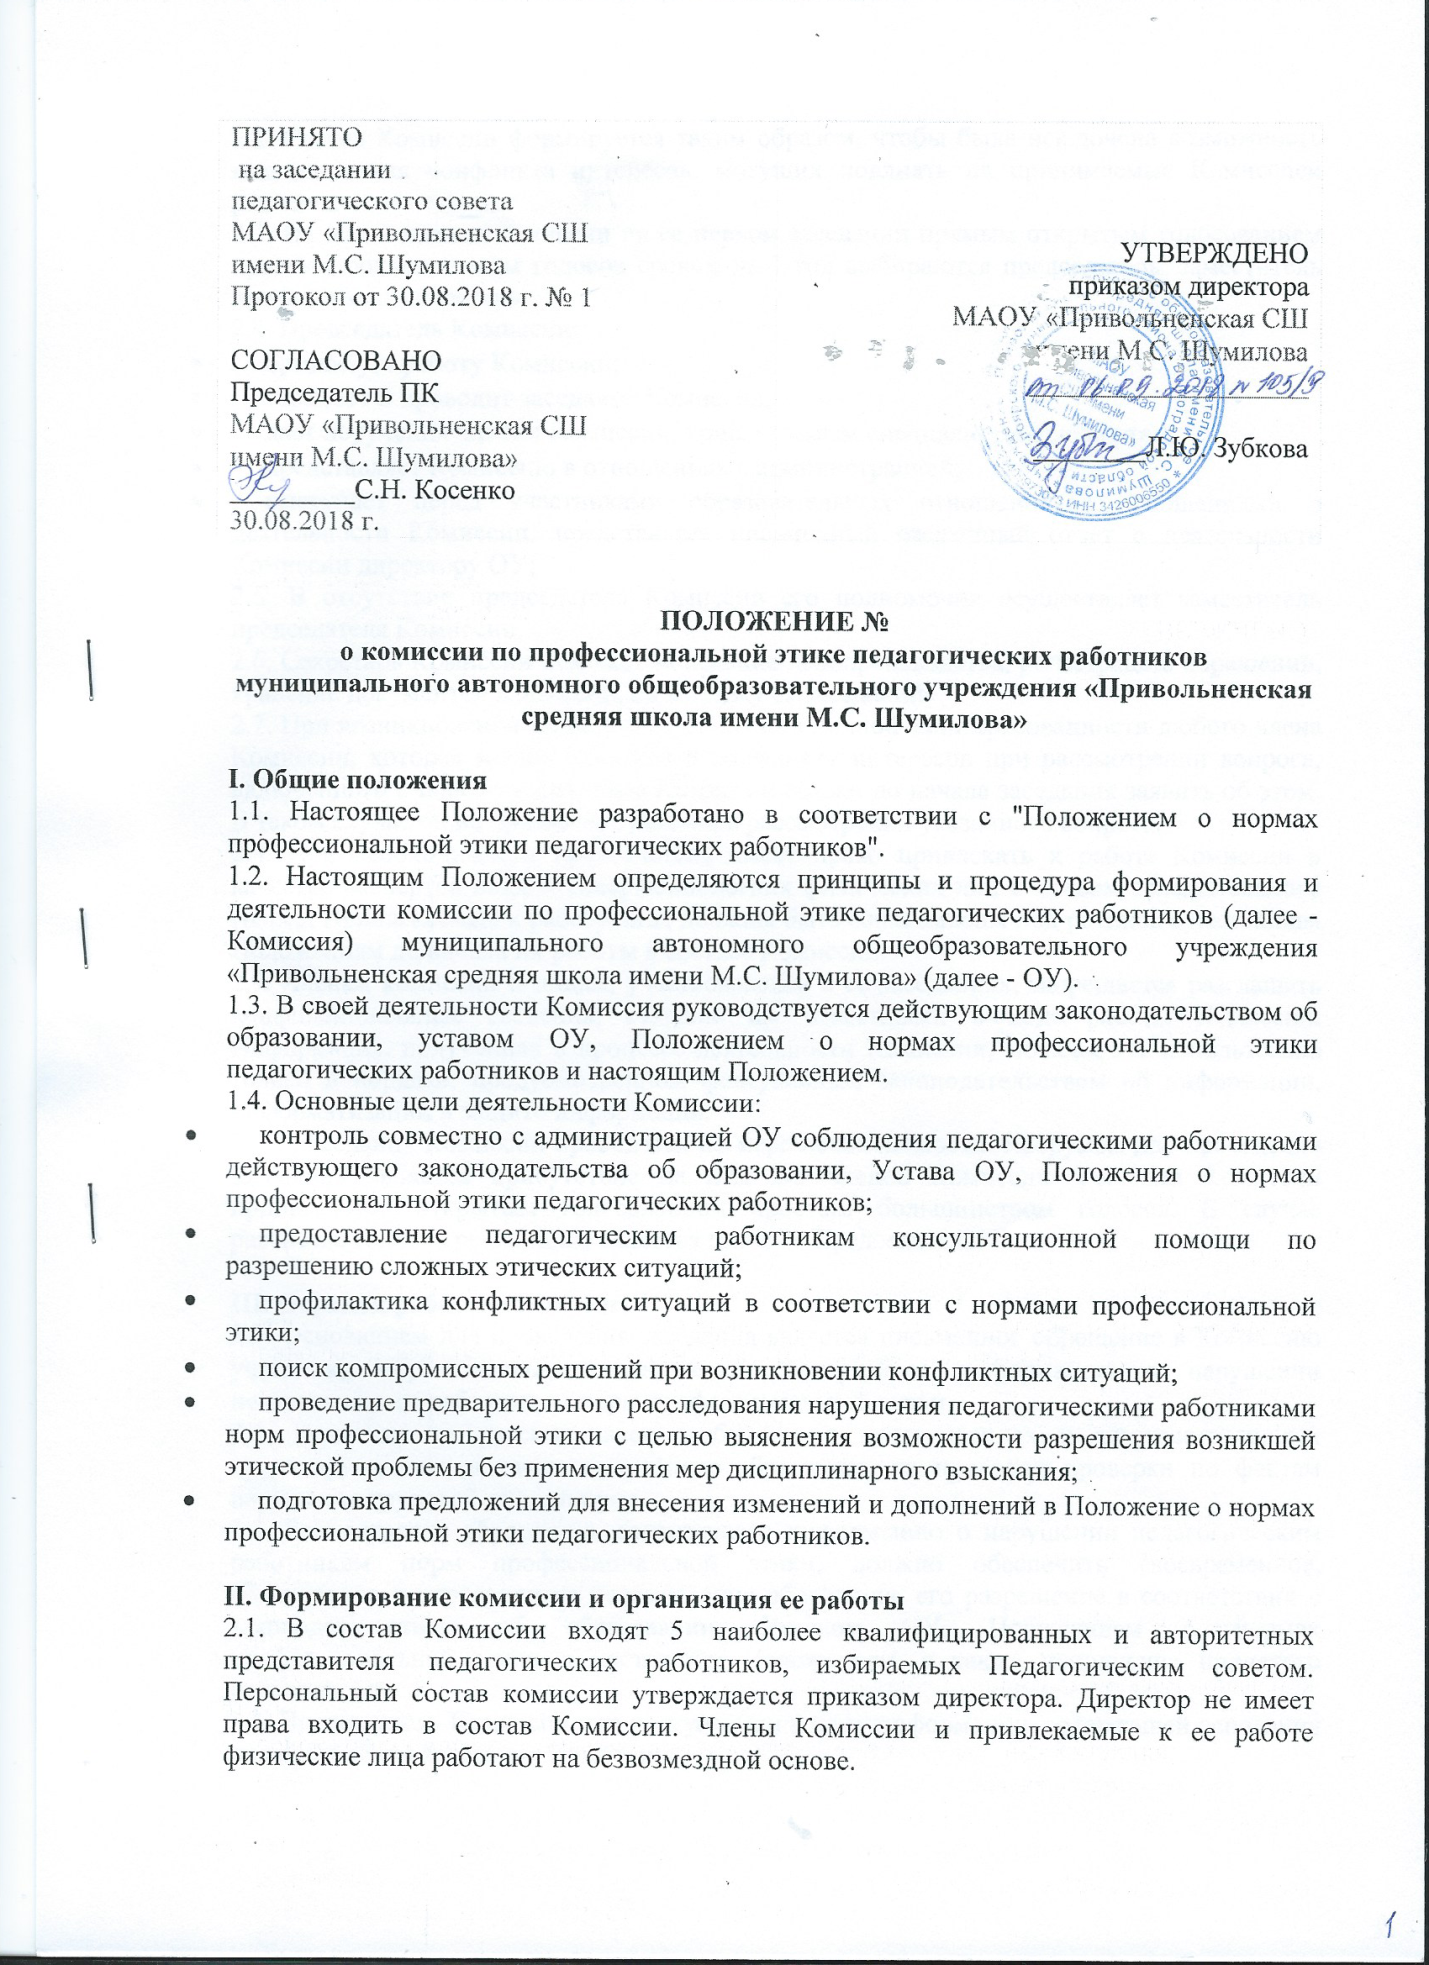 ПРИНЯТО
на заседании
педагогического совета
МАОУ «Привольненская СШ
имени М.С. Шумилова
Протокол от 30.08.2018 г. № 1
СОГЛАСОВАНО
Председатель ПК
МАОУ «Привольненская СШ
имени М.С. Шумилова»
_________С.Н. Косенко
30.08.2018 г.
УТВЕРЖДЕНО
приказом директора
МАОУ «Привольненская СШ
имени М.С. Шумилова
от 01.09.2018 № 105/9
Л.Ю. Зубкова
ИНН 3426006550
ПОЛОЖЕНИЕ №
о комиссии по профессиональной этике педагогических работников
муниципального автономного общеобразовательного учреждения «Привольненская
средняя школа имени М.С. Шумилова»
I. Общие положения
1.1. Настоящее Положение разработано в соответствии с "Положением о нормах
профессиональной этики педагогических работников".
1.2. Настоящим Положением определяются принципы и процедура формирования и
деятельности комиссии по профессиональной этике педагогических работников (далее -
Комиссия) муниципального автономного общеобразовательного учреждения
«Привольненская средняя школа имени М.С. Шумилова» (далее - ОУ).
1.3. В своей деятельности Комиссия руководствуется действующим законодательством об
образовании, уставом ОУ, Положением о нормах профессиональной этики
педагогических работников и настоящим Положением.
1.4. Основные цели деятельности Комиссии:
• контроль совместно с администрацией ОУ соблюдения педагогическими работниками
действующего законодательства об образовании, Устава ОУ, Положения о нормах
профессиональной этики педагогических работников;
• предоставление педагогическим работникам консультационной помощи по
разрешению сложных этических ситуаций;
• профилактика конфликтных ситуаций в соответствии с нормами профессиональной
этики;
• поиск компромиссных решений при возникновении конфликтных ситуаций;
• проведение предварительного расследования нарушения педагогическими работниками
норм профессиональной этики с целью выяснения возможности разрешения возникшей
этической проблемы без применения мер дисциплинарного взыскания;
• подготовка предложений для внесения изменений и дополнений в Положение о нормах
профессиональной этики педагогических работников.
II. Формирование комиссии и организация ее работы
2.1. В состав Комиссии входят 5 наиболее квалифицированных и авторитетных
представителя педагогических работников, избираемых Педагогическим советом.
Персональный состав комиссии утверждается приказом директора. Директор не имеет
права входить в состав Комиссии. Члены Комиссии и привлекаемые к ее работе
физические лица работают на безвозмездной основе.
1